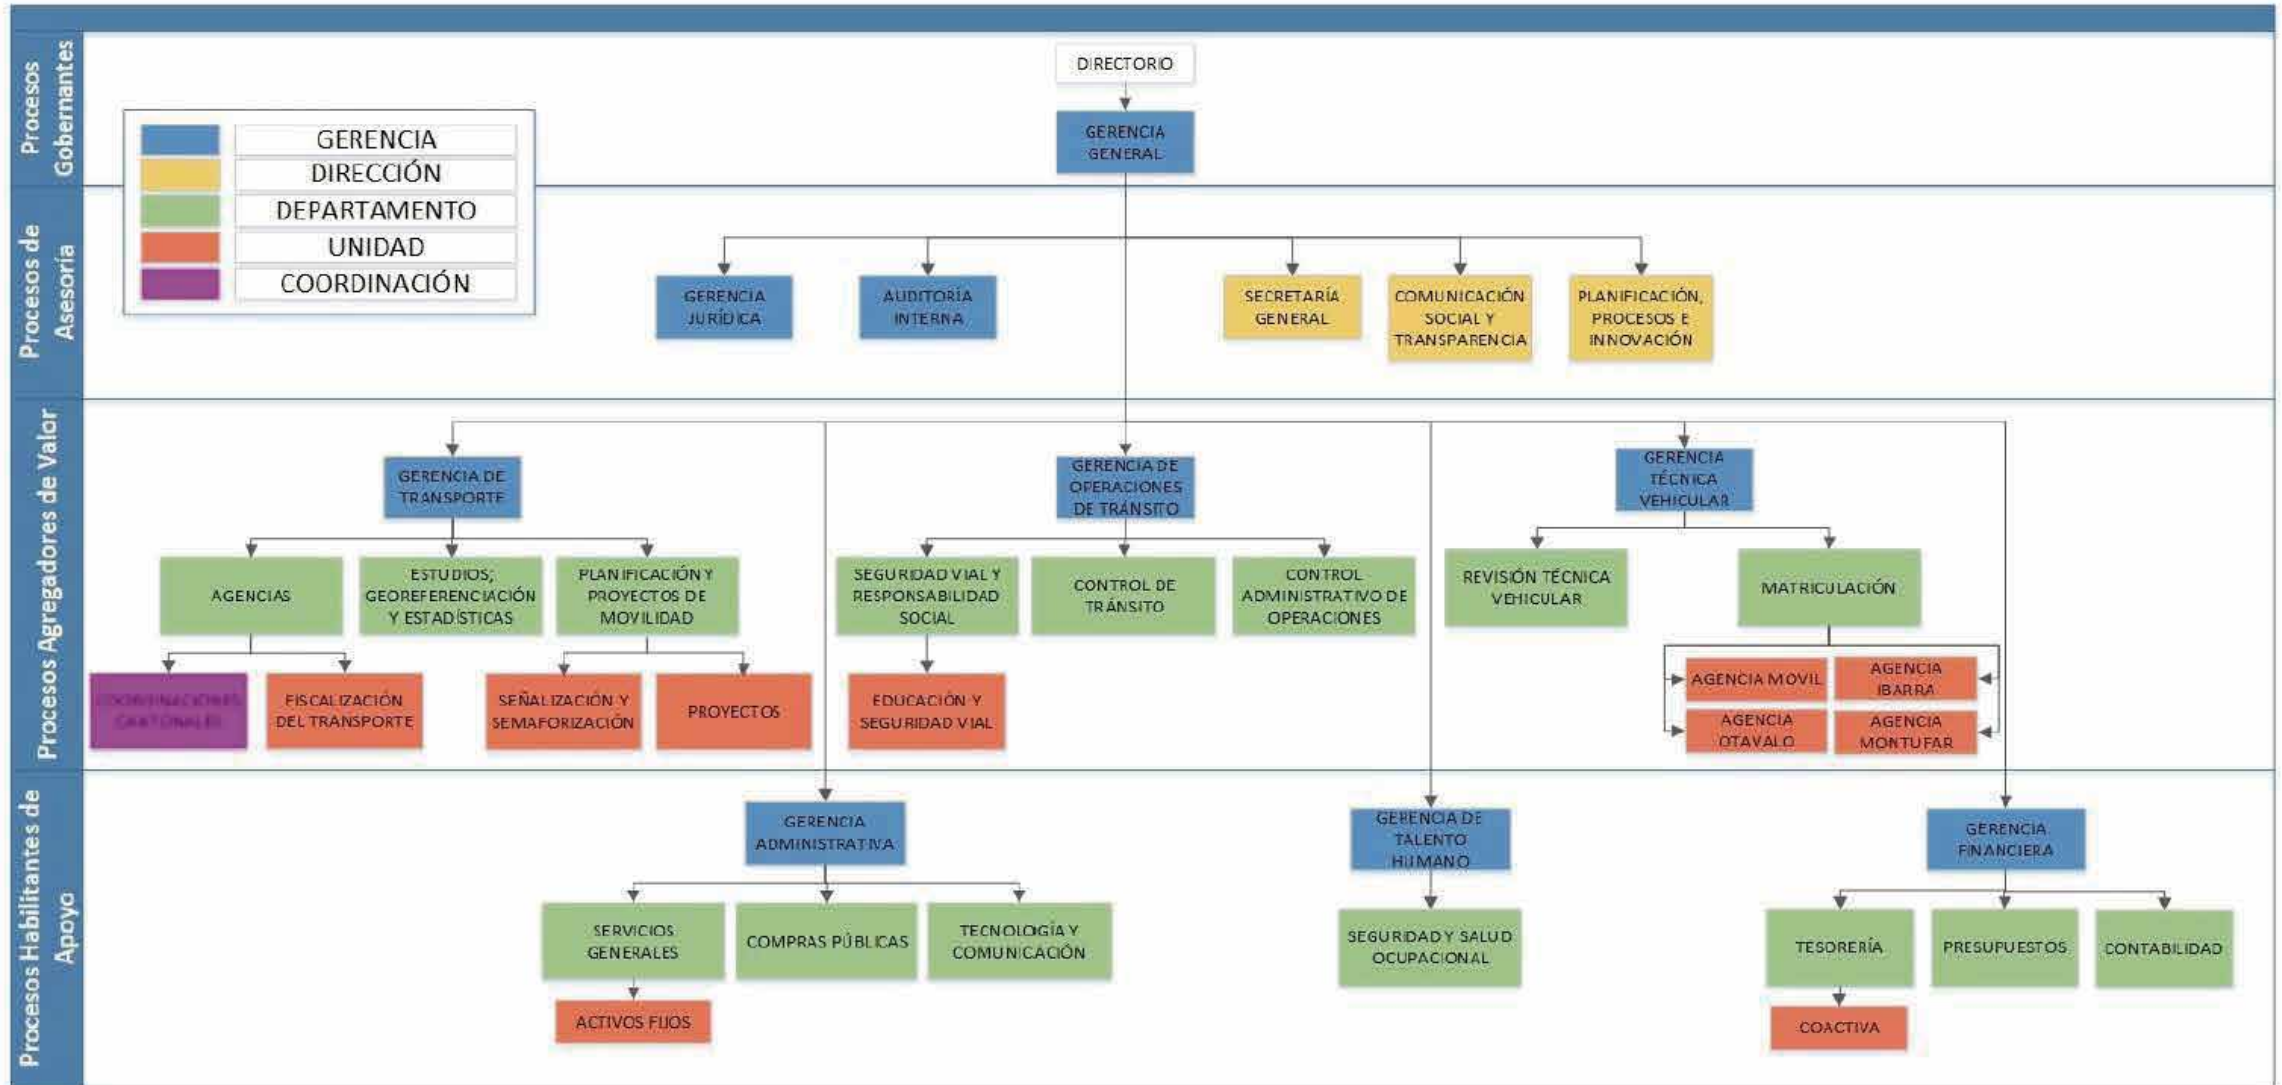 Procesos
Gobernantes
DIRECTORIO
GERENCIA
GENERAL
GERENCIA
DIRECCIÓN
DEPARTAMENTO
UNIDAD
COORDINACIÓN
Procesos de
Asesoría
GERENCIA
JURÍDICA
AUDITORÍA
INTERNA
SECRETARÍA
GENERAL
COMUNICACIÓN
SOCIAL Y
TRANSPARENCIA
PLANIFICACIÓN,
PROCESOS E
INNOVACIÓN
Procesos Agregadores de Valor
GERENCIA DE
TRANSPORTE
GERENCIA DE
OPERACIONES
DE TRÁNSITO
GERENCIA
TÉCNICA
VEHICULAR
AGENCIAS
ESTUDIOS,
GEOREFERENCIACIÓN
Y ESTADÍSTICAS
PLANIFICACIÓN Y
PROYECTOS DE
MOVILIDAD
SEGURIDAD VIAL Y
RESPONSABILIDAD
SOCIAL
CONTROL DE
TRÁNSITO
CONTROL
ADMINISTRATIVO DE
OPERACIONES
REVISIÓN TÉCNICA
VEHICULAR
MATRICULACIÓN
COORDINACIONES
CANTONALES
FISCALIZACIÓN
DEL TRANSPORTE
SEÑALIZACIÓN Y
SEMAFORIZACIÓN
PROYECTOS
EDUCACIÓN Y
SEGURIDAD VIAL
AGENCIA MOVIL
AGENCIA
IBARRA
AGENCIA
OTAVALO
AGENCIA
MONTUFAR
Procesos Habilitantes de
Apoyo
GERENCIA
ADMINISTRATIVA
GERENCIA DE
TALENTO
HUMANO
GERENCIA
FINANCIERA
SERVICIOS
GENERALES
COMPRAS PÚBLICAS
TECNOLOGÍA Y
COMUNICACIÓN
SEGURIDAD Y SALUD
OCUPACIONAL
TESORERÍA
PRESUPUESTOS
CONTABILIDAD
ACTIVOS FIJOS
COACTIVA